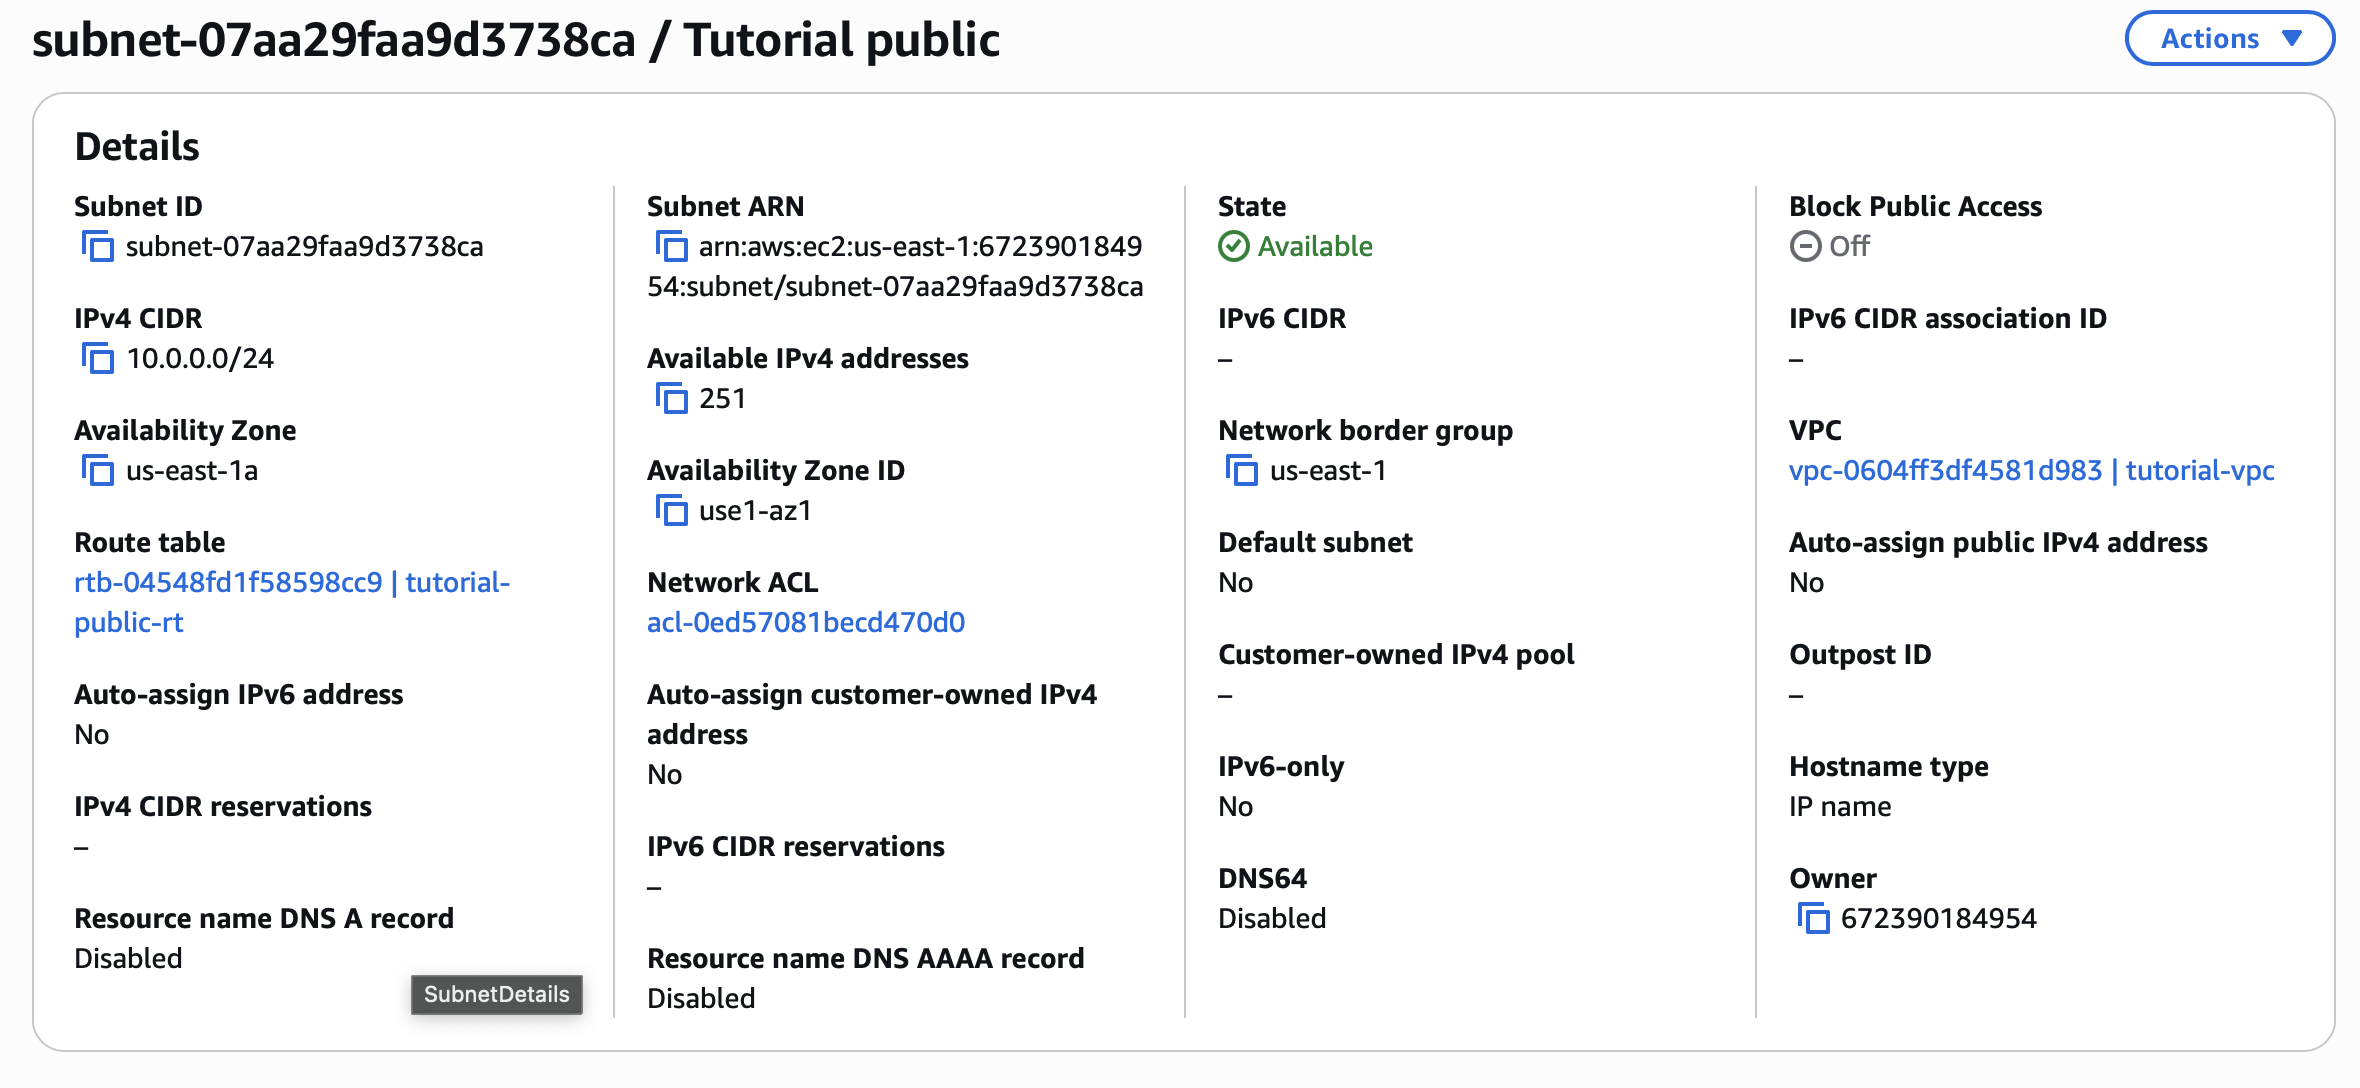 subnet-07aa29faa9d3738ca / Tutorial public
Actions
Details
Subnet ID
subnet-07aa29faa9d3738ca
IPv4 CIDR
10.0.0.0/24
Availability Zone
us-east-1a
Route table
rtb-04548fd1f58598cc9 | tutorial-
public-rt
Auto-assign IPv6 address
No
IPv4 CIDR reservations
–
Resource name DNS A record
Disabled
SubnetDetails
Subnet ARN
arn:aws:ec2:us-east-1:6723901849
54:subnet/subnet-07aa29faa9d3738ca
Available IPv4 addresses
251
Availability Zone ID
use1-az1
Network ACL
acl-0ed57081becd470d0
Auto-assign customer-owned IPv4
address
No
IPv6 CIDR reservations
–
Resource name DNS AAAA record
Disabled
State
Available
IPv6 CIDR
–
Network border group
us-east-1
Default subnet
No
Customer-owned IPv4 pool
–
IPv6-only
No
DNS64
Disabled
Block Public Access
Off
IPv6 CIDR association ID
–
VPC
vpc-0604ff3df4581d983 | tutorial-vpc
Auto-assign public IPv4 address
No
Outpost ID
–
Hostname type
IP name
Owner
672390184954